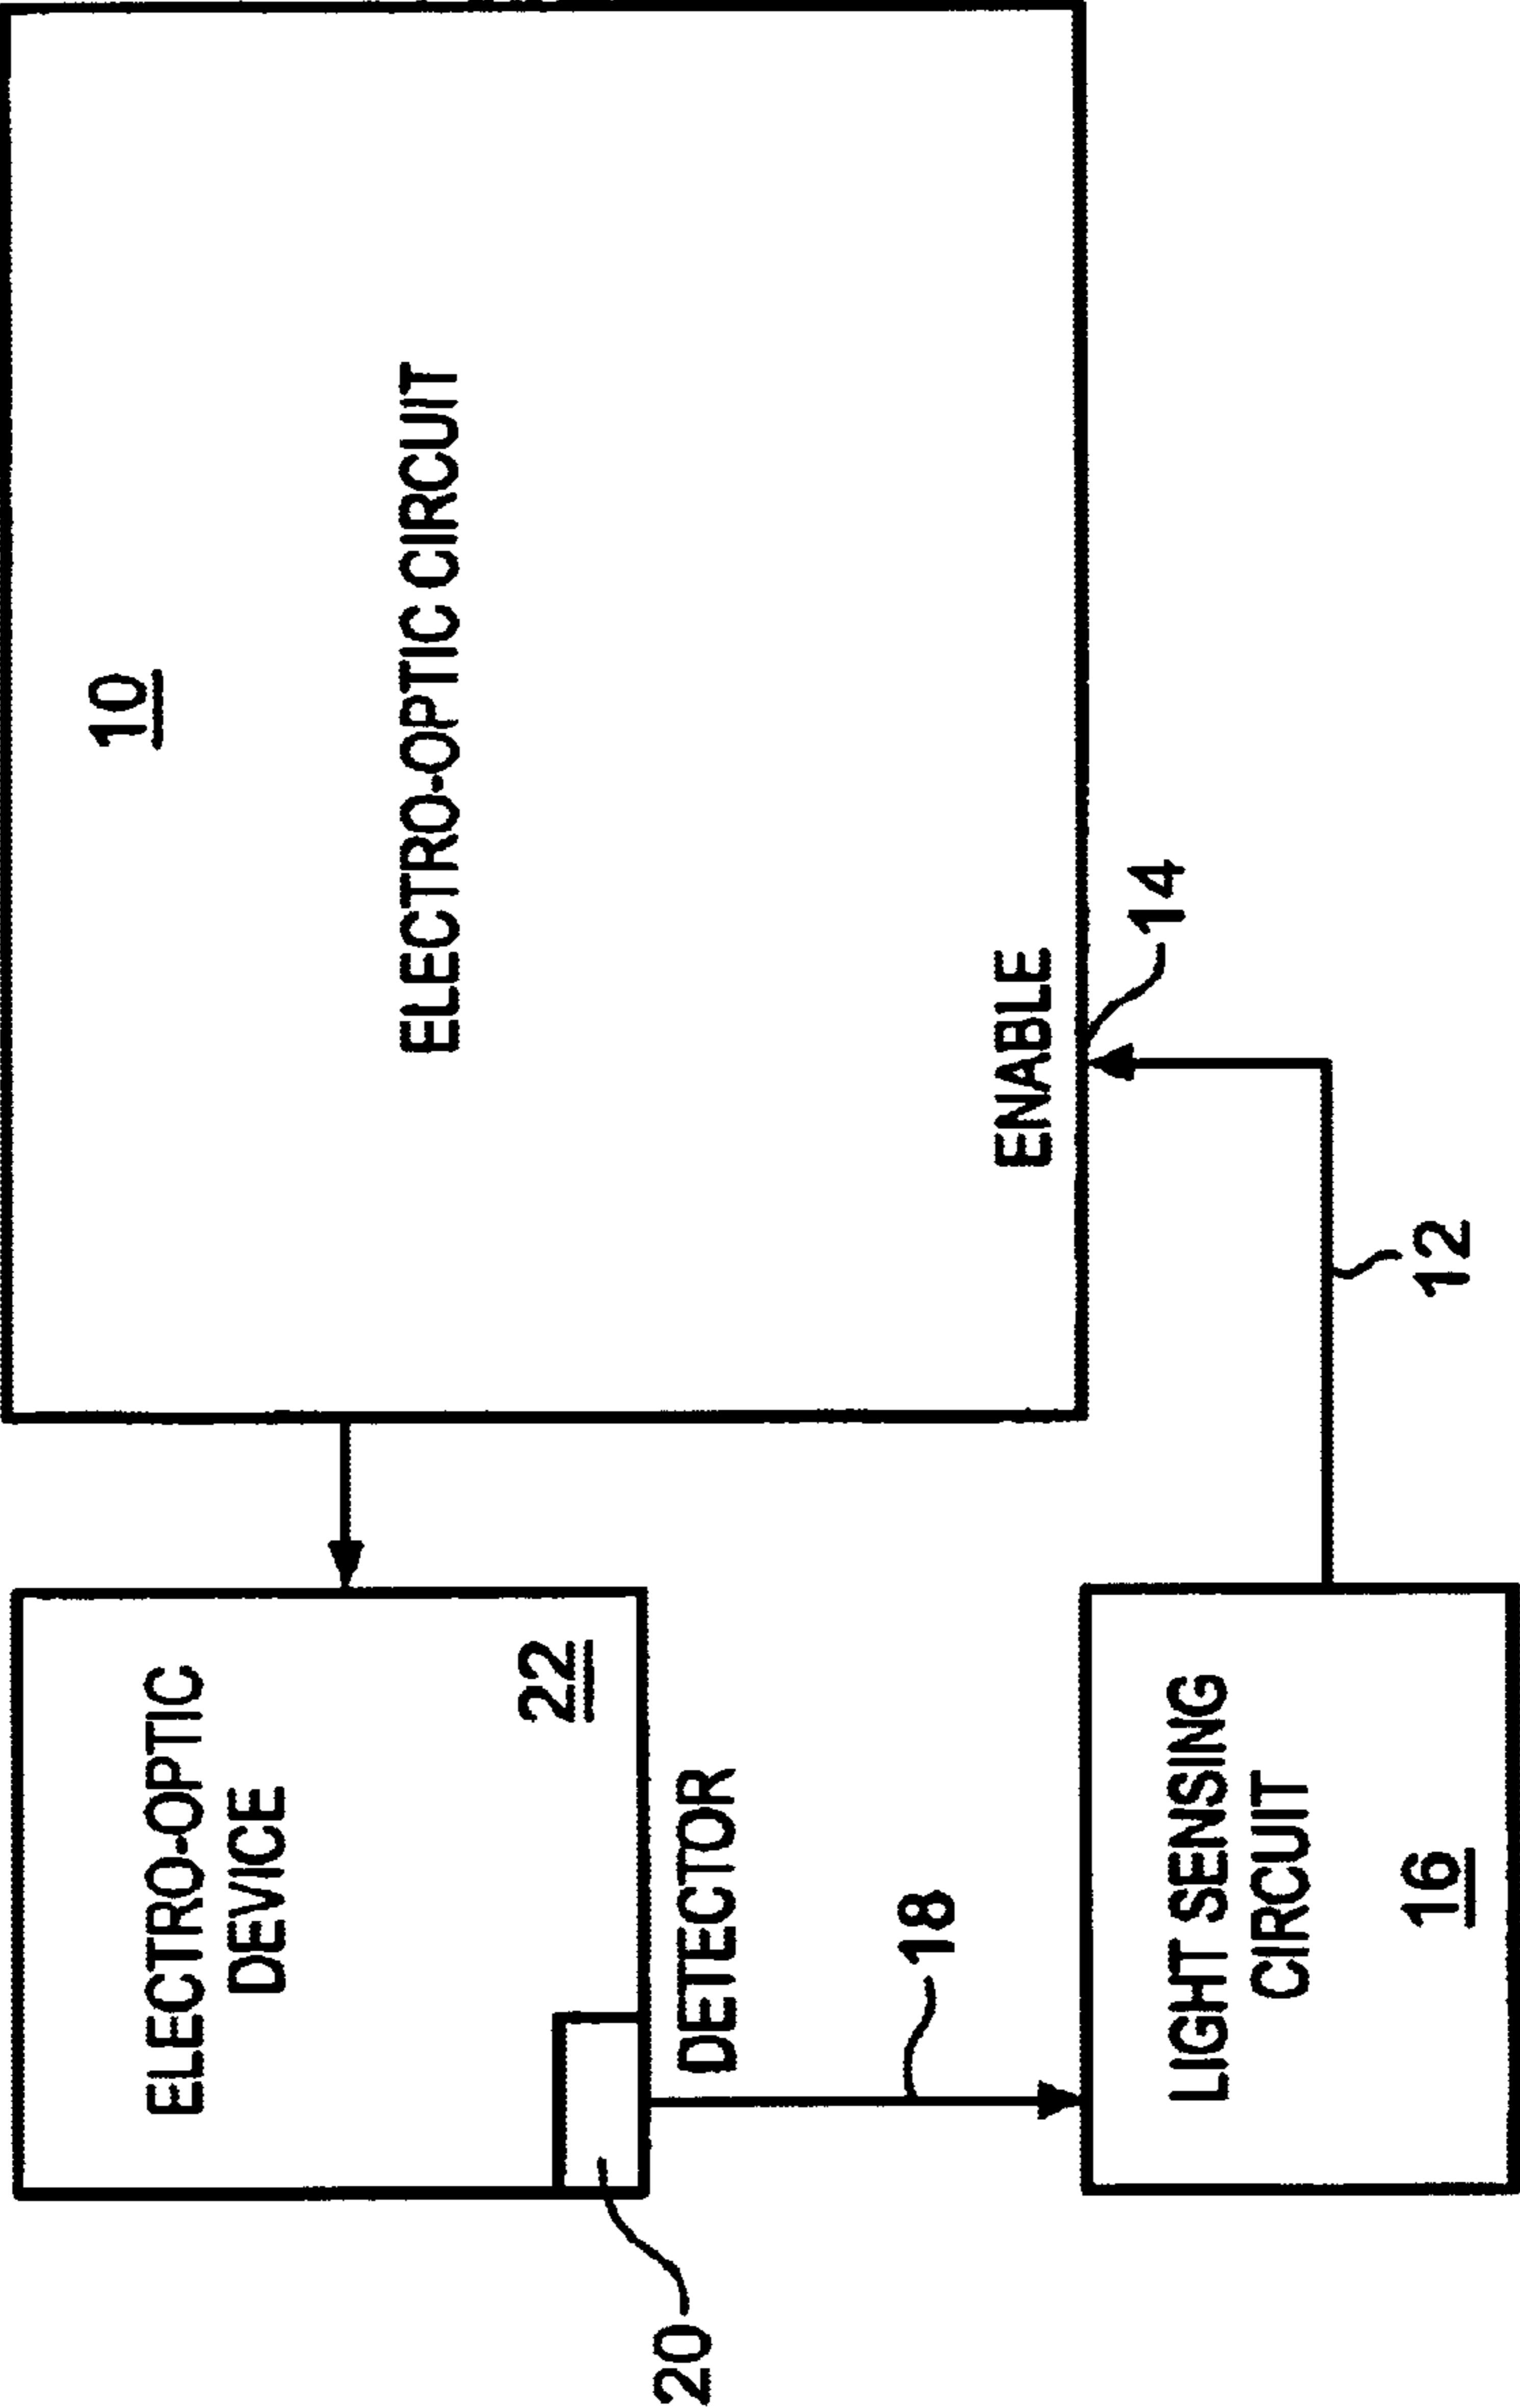 10
ELECTRO-OPTIC CIRCUIT
ENABLE
14
12
ELECTRO-OPTIC
DEVICE
22
DETECTOR
20
18
LIGHT SENSING
CIRCUIT
16